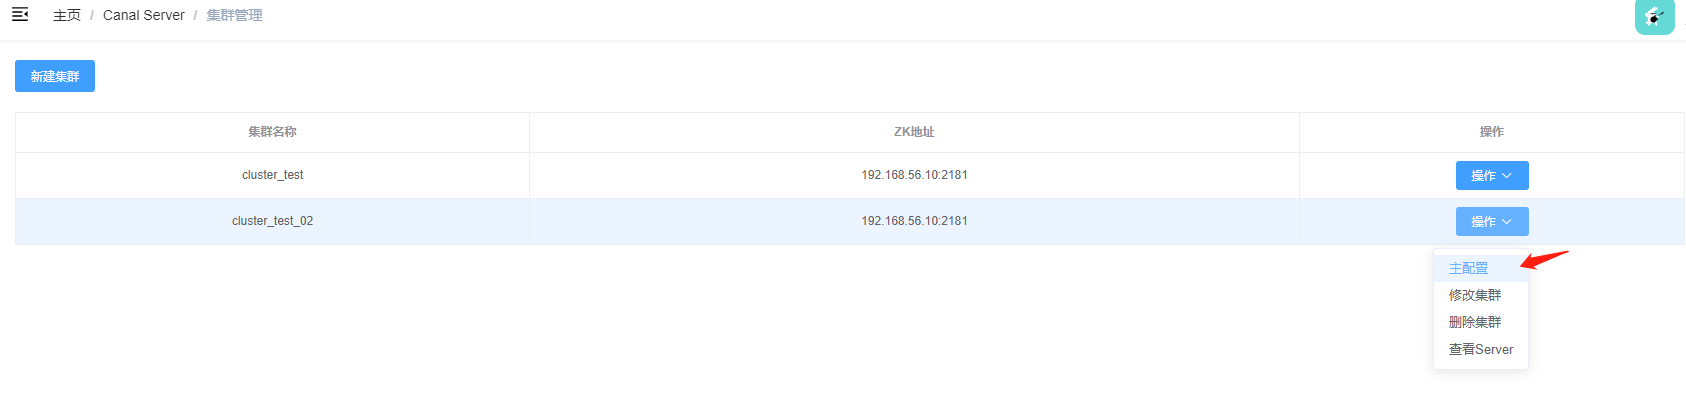 主页 / Canal Server / 集群管理
新建集群
集群名称 ZK地址 操作
cluster_test 192.168.56.10:2181 操作
cluster_test_02 192.168.56.10:2181 操作
主配置
修改集群
删除集群
查看Server